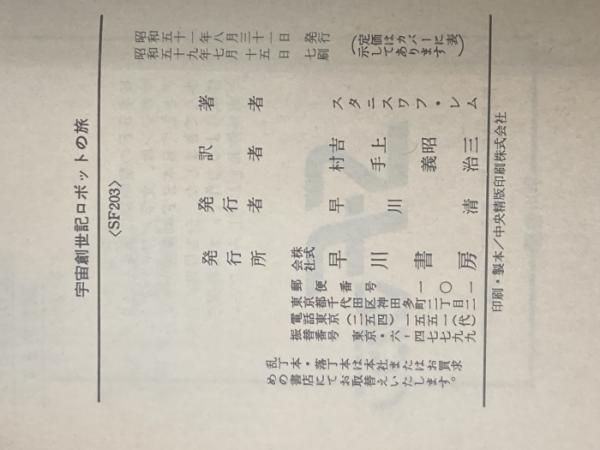 宇宙創世記ロボットの旅
〈SF203〉
昭和五十一年八月三十一日 発行
昭和五十九年七月十五日 七刷
(定価はカバーに表
示してあります)
著者 スタニスワフ・レム
訳者 吉上昭三
村手義治
発行者 早川清
発行所 株式会社 早川書房
郵便番号 一〇一
東京都千代田区神田多町二丁目二
電話東京(二五四)一五五一(代)
振替番号 東京・六-四七七九九
乱丁本・落丁本は本社またはお買求
めの書店にてお取替えいたします。
印刷・製本/中央精版印刷株式会社